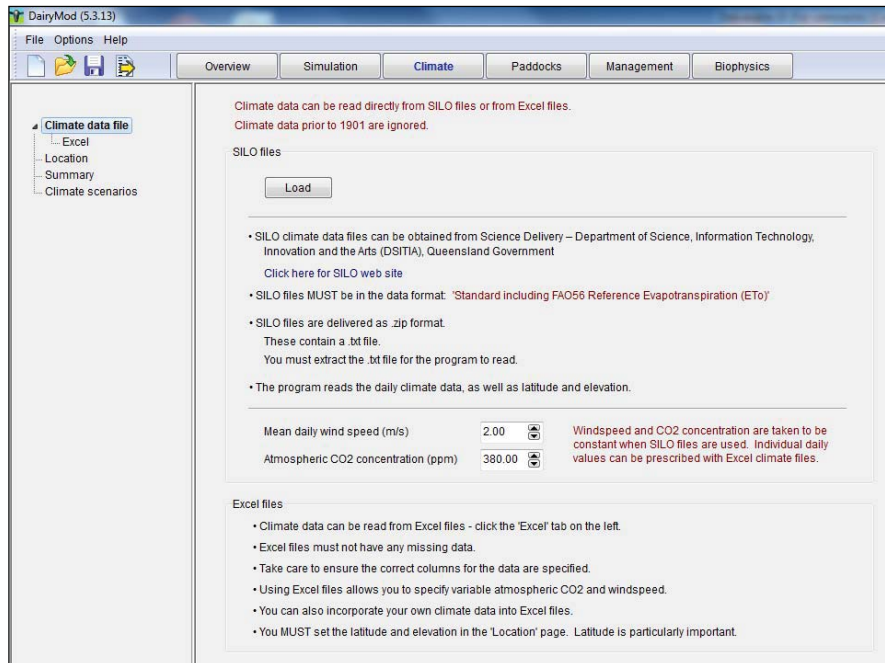 DairyMod (5.3.13)
File Options Help
Overview Simulation Climate Paddocks Management Biophysics
Climate data file
Excel
Location
Summary
Climate scenarios
Climate data can be read directly from SILO files or from Excel files.
Climate data prior to 1901 are ignored.
SILO files
Load
• SILO climate data files can be obtained from Science Delivery – Department of Science, Information Technology,
Innovation and the Arts (DSITIA), Queensland Government
Click here for SILO web site
• SILO files MUST be in the data format: 'Standard including FAO56 Reference Evapotranspiration (ETo)'
• SILO files are delivered as .zip format.
These contain a .txt file.
You must extract the .txt file for the program to read.
• The program reads the daily climate data, as well as latitude and elevation.
Mean daily wind speed (m/s) 2.00
Atmospheric CO2 concentration (ppm) 380.00
Windspeed and CO2 concentration are taken to be
constant when SILO files are used. Individual daily
values can be prescribed with Excel climate files.
Excel files
• Climate data can be read from Excel files - click the 'Excel' tab on the left.
• Excel files must not have any missing data.
• Take care to ensure the correct columns for the data are specified.
• Using Excel files allows you to specify variable atmospheric CO2 and windspeed.
• You can also incorporate your own climate data into Excel files.
• You MUST set the latitude and elevation in the 'Location' page. Latitude is particularly important.